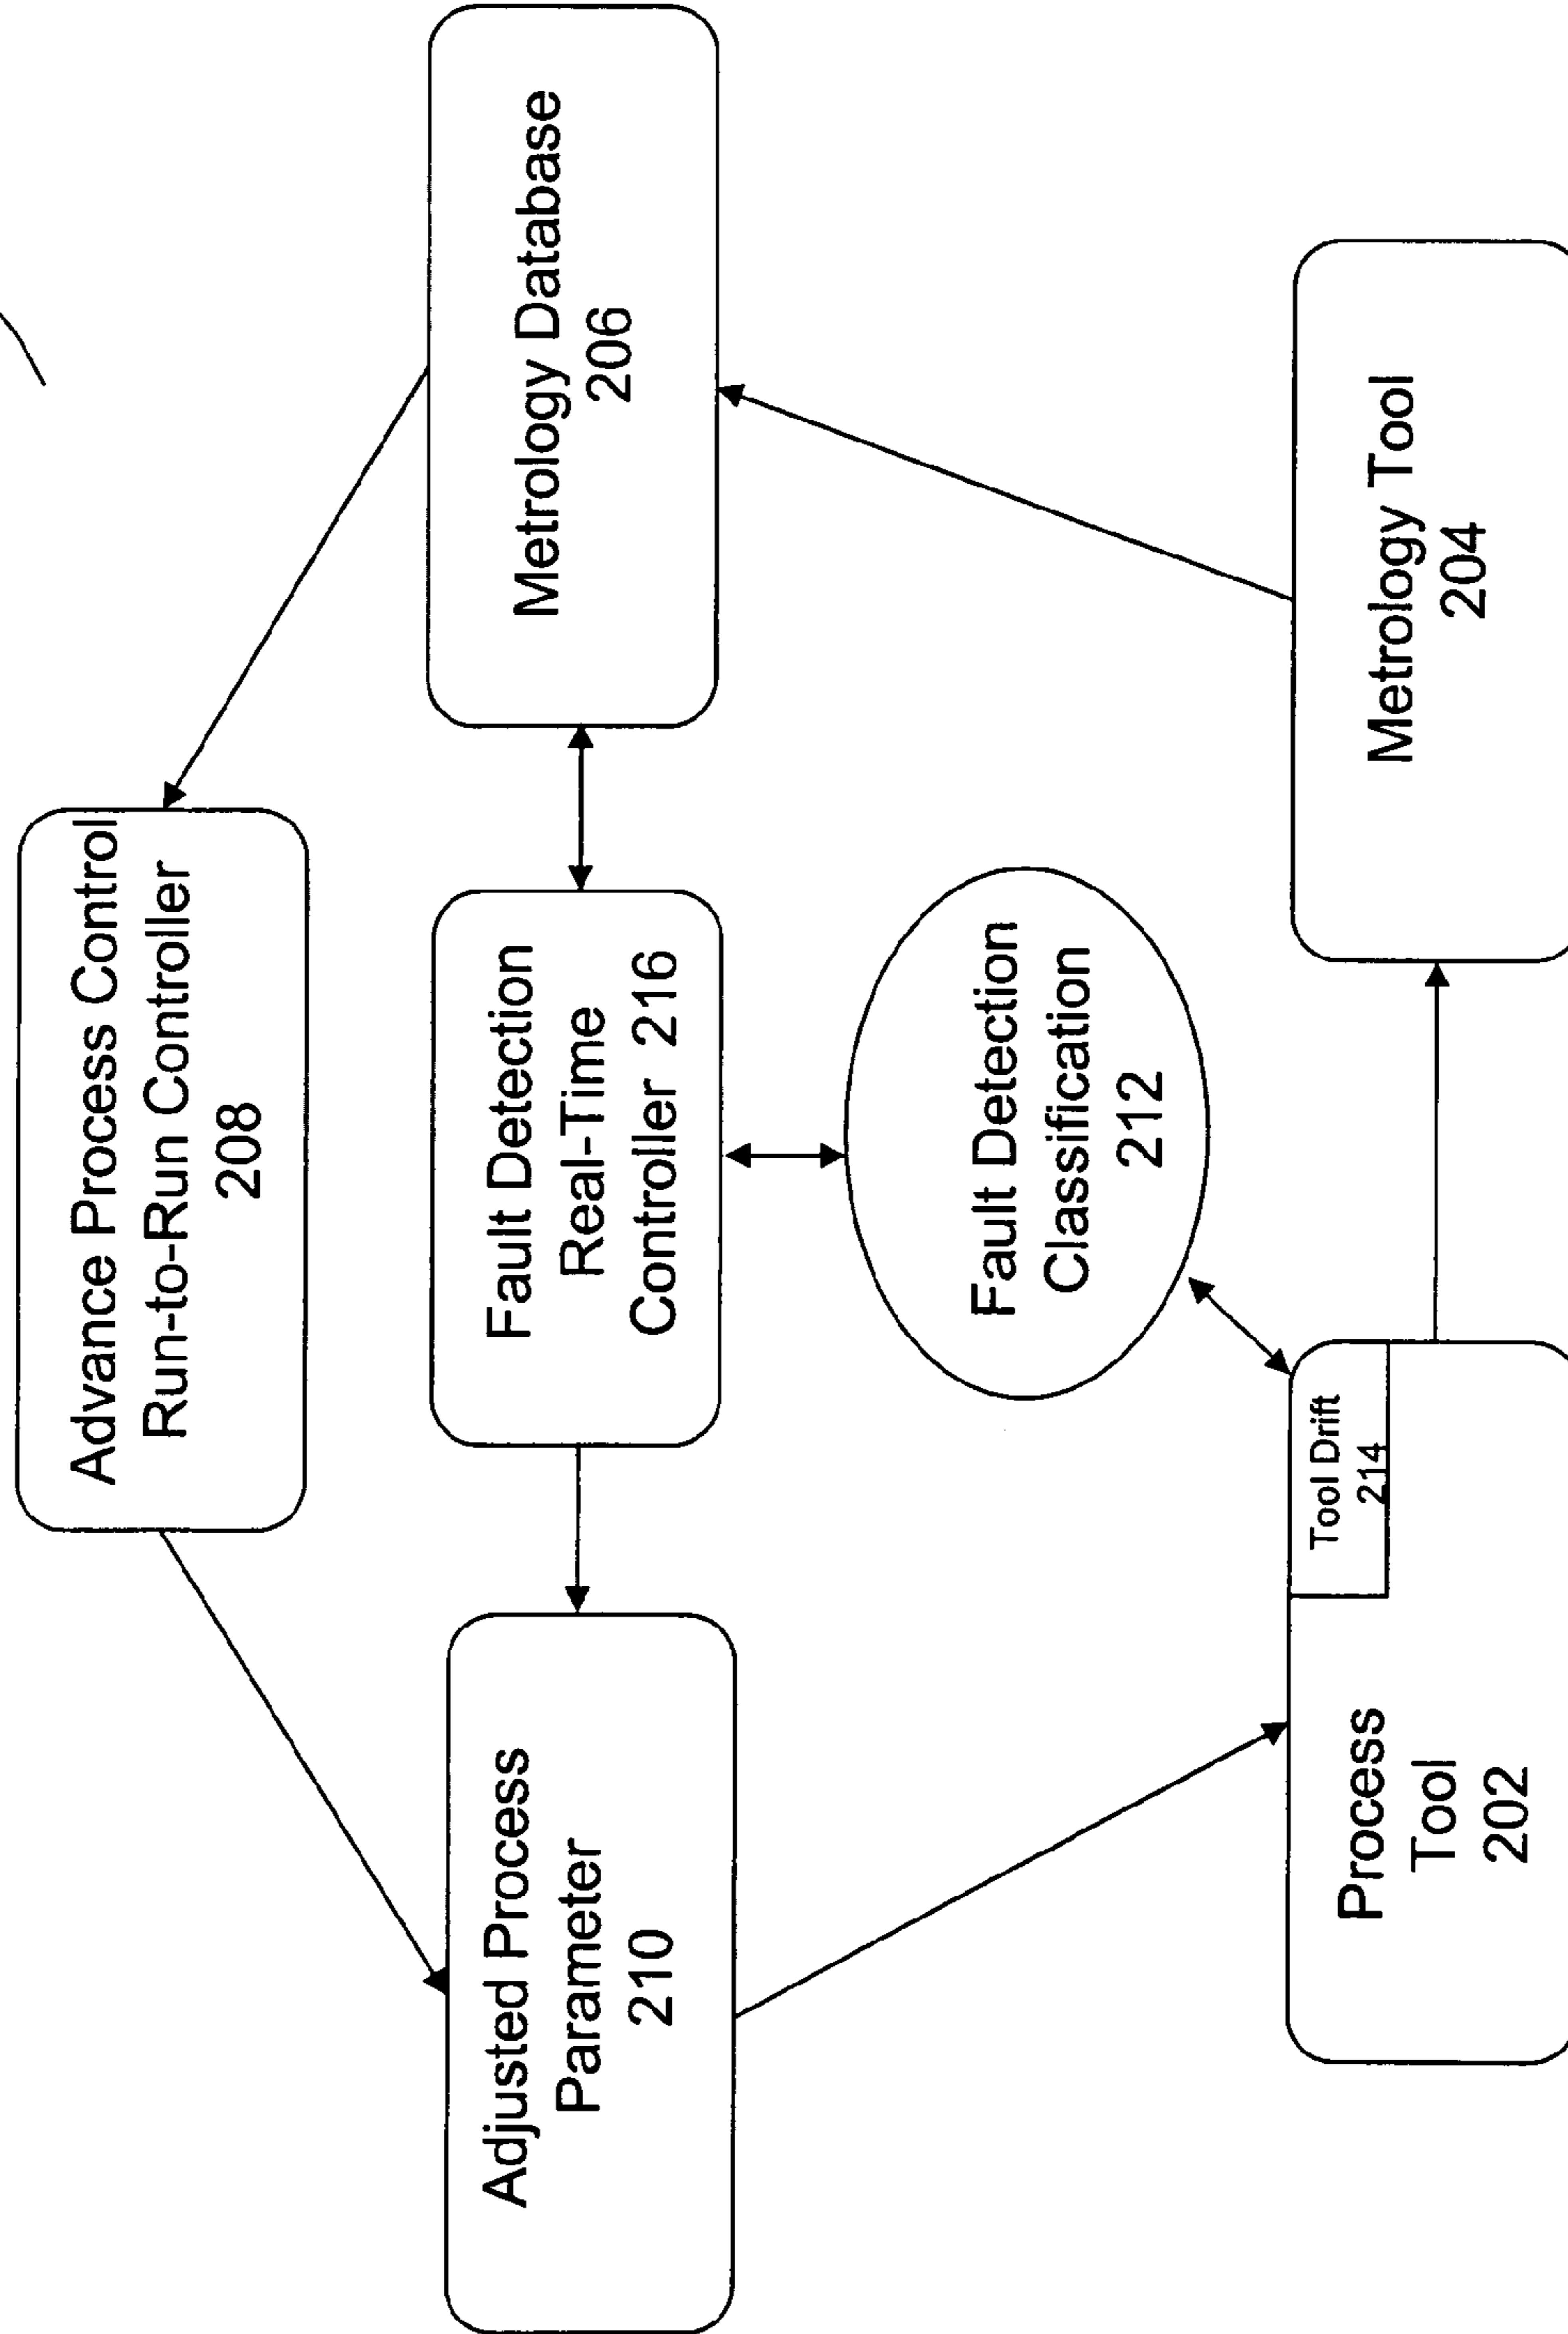 Advance Process Control
Run-to-Run Controller
208
Adjusted Process
Parameter
210
Fault Detection
Real-Time
Controller 216
Metrology Database
206
Fault Detection
Classification
212
Process
Tool
202
Tool Drift
214
Metrology Tool
204